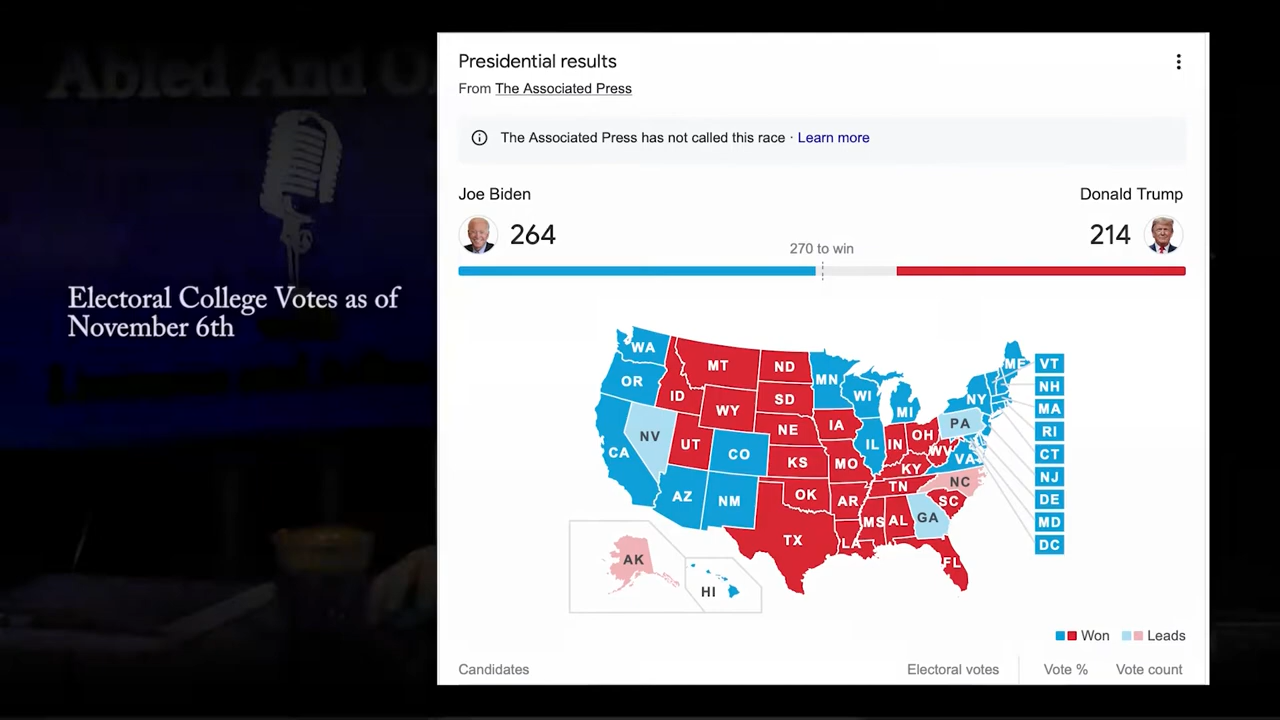 Abled And O
Electoral College Votes as of
November 6th
Presidential results
From The Associated Press
The Associated Press has not called this race · Learn more
Joe Biden
Donald Trump
264
214
270 to win
WA
OR
CA
NV
ID
MT
WY
UT
AZ
CO
NM
ND
SD
NE
KS
OK
TX
MN
IA
MO
AR
LA
WI
IL
MS
MI
IN
OH
KY
TN
AL
WV
VA
NC
SC
GA
FL
PA
NY
ME
VT
NH
MA
RI
CT
NJ
DE
MD
DC
AK
HI
Won
Leads
Candidates
Electoral votes
Vote %
Vote count